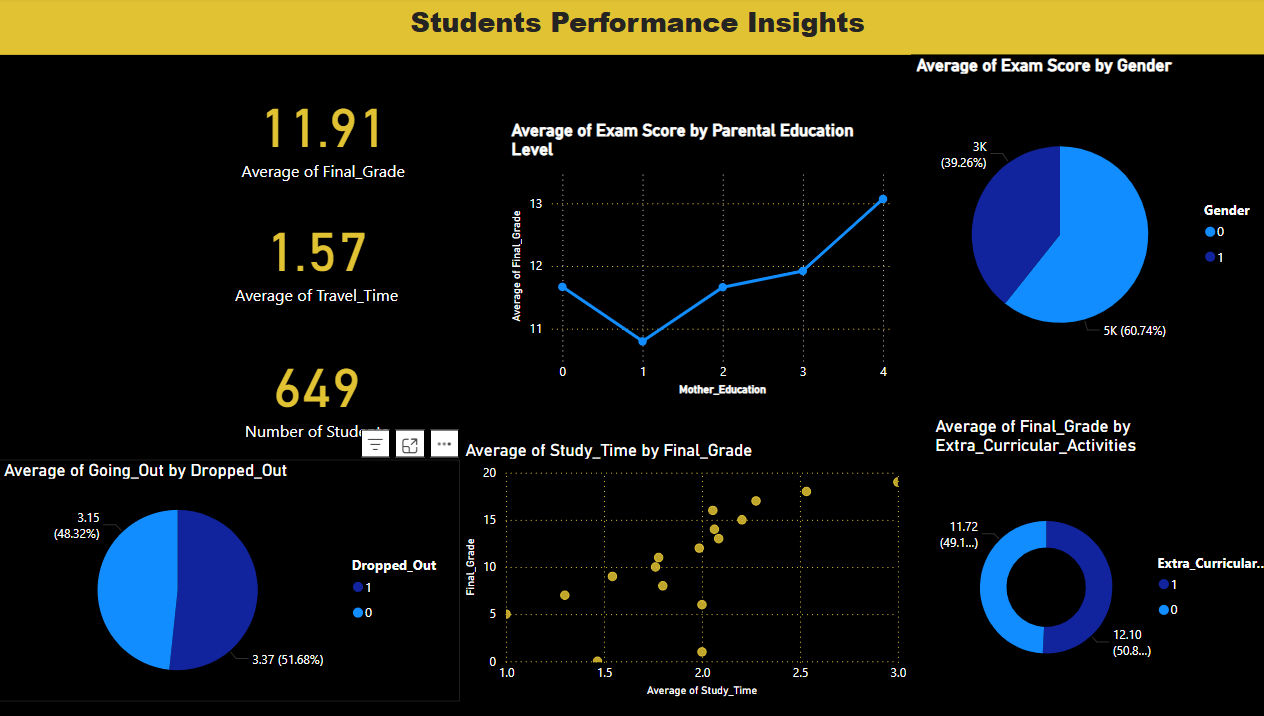 Students Performance Insights
11.91
Average of Final_Grade
1.57
Average of Travel_Time
649
Number of Stude
Average of Exam Score by Parental Education
Level
Average of Final_Grade
13
12
11
0 1 2 3 4
Mother_Education
Average of Exam Score by Gender
3K
(39.26%)
5K (60.74%)
Gender
0
1
Average of Going_Out by Dropped_Out
3.15
(48.32%)
3.37 (51.68%)
Dropped_Out
1
0
Average of Study_Time by Final_Grade
Final_Grade
20
15
10
5
0
1.0 1.5 2.0 2.5 3.0
Average of Study_Time
Average of Final_Grade by
Extra_Curricular_Activities
11.72
(49.1...)
12.10
(50.8...)
Extra_Curricular...
1
0